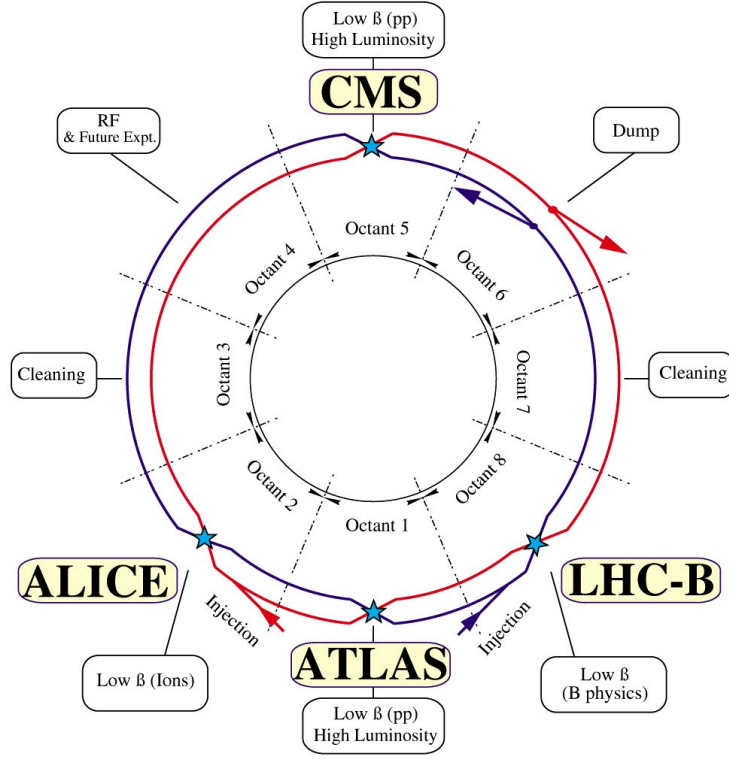 Low ß (pp)
High Luminosity
CMS
RF
& Future Expt.
Dump
Octant 5
Octant 4
Octant 6
Cleaning
Octant 3
Octant 7
Cleaning
Octant 2
Octant 8
Octant 1
ALICE
LHC-B
Injection
Injection
ATLAS
Low ß (Ions)
Low ß
(B physics)
Low ß (pp)
High Luminosity